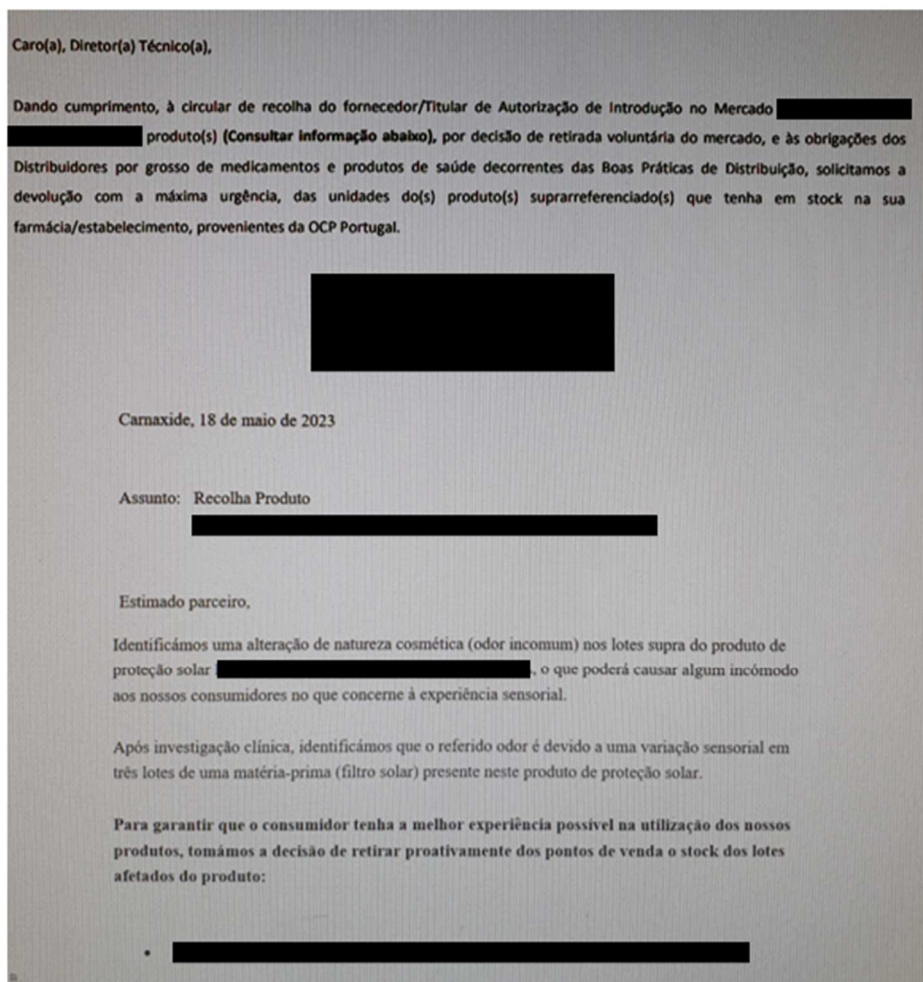 Caro(a), Diretor(a) Técnico(a),
Dando cumprimento, à circular de recolha do fornecedor/Titular de Autorização de Introdução no Mercado
produto(s) (Consultar informação abaixo), por decisão de retirada voluntária do mercado, e às obrigações dos
Distribuidores por grosso de medicamentos e produtos de saúde decorrentes das Boas Práticas de Distribuição, solicitamos a
devolução com a máxima urgência, das unidades do(s) produto(s) suprarreferenciado(s) que tenha em stock na sua
farmácia/estabelecimento, provenientes da OCP Portugal.
Carnaxide, 18 de maio de 2023
Assunto: Recolha Produto
Estimado parceiro,
Identificámos uma alteração de natureza cosmética (odor incomum) nos lotes supra do produto de
proteção solar , o que poderá causar algum incómodo
aos nossos consumidores no que concerne à experiência sensorial.
Após investigação clínica, identificámos que o referido odor é devido a uma variação sensorial em
três lotes de uma matéria-prima (filtro solar) presente neste produto de proteção solar.
Para garantir que o consumidor tenha a melhor experiência possível na utilização dos nossos
produtos, tomámos a decisão de retirar proativamente dos pontos de venda o stock dos lotes
afetados do produto:
•